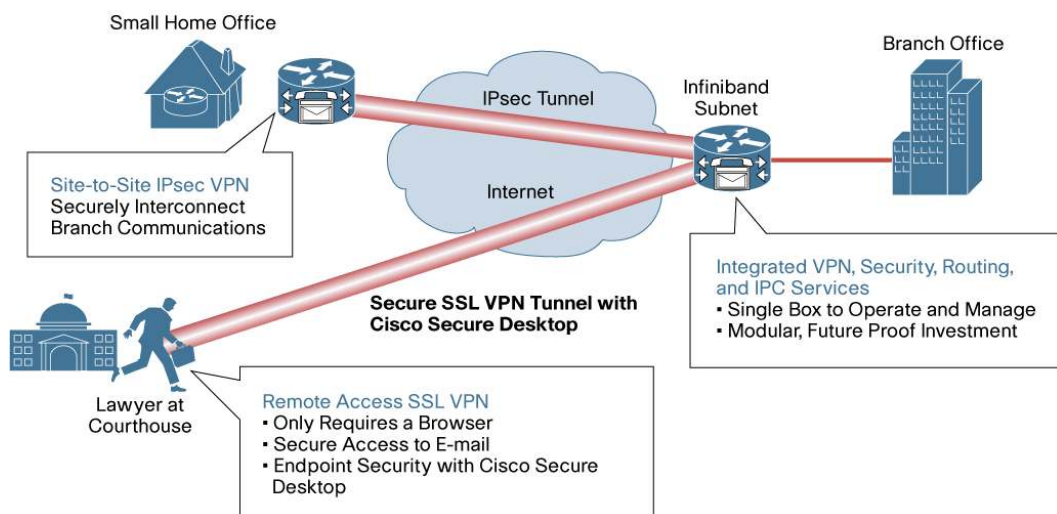 Small Home Office
Branch Office
Infiniband
Subnet
IPsec Tunnel
Internet
Site-to-Site IPsec VPN
Securely Interconnect
Branch Communications
Integrated VPN, Security, Routing,
and IPC Services
▪ Single Box to Operate and Manage
▪ Modular, Future Proof Investment
Secure SSL VPN Tunnel with
Cisco Secure Desktop
Lawyer at
Courthouse
Remote Access SSL VPN
▪ Only Requires a Browser
▪ Secure Access to E-mail
▪ Endpoint Security with Cisco Secure
Desktop